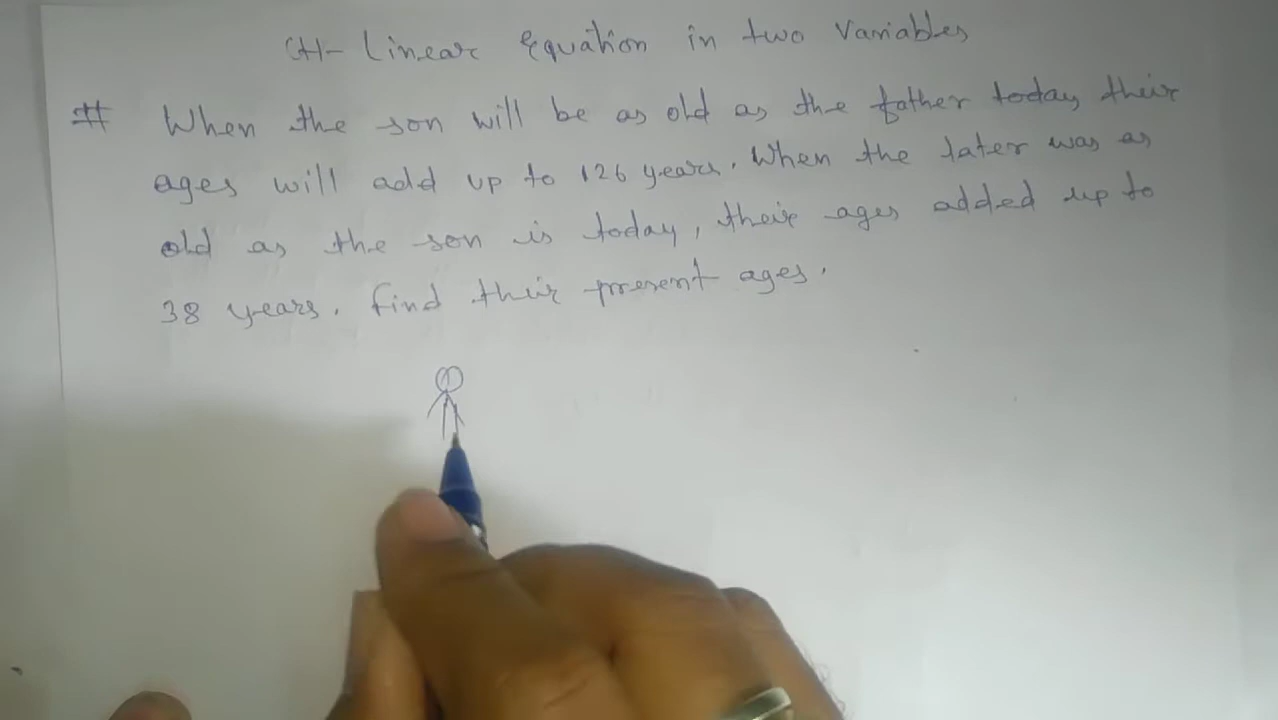 CH- Linear Equation in two Variables
# When the son will be as old as the father today their
ages will add up to 126 years. When the later was as
old as the son is today, their ages added up to
38 years. find their present ages.